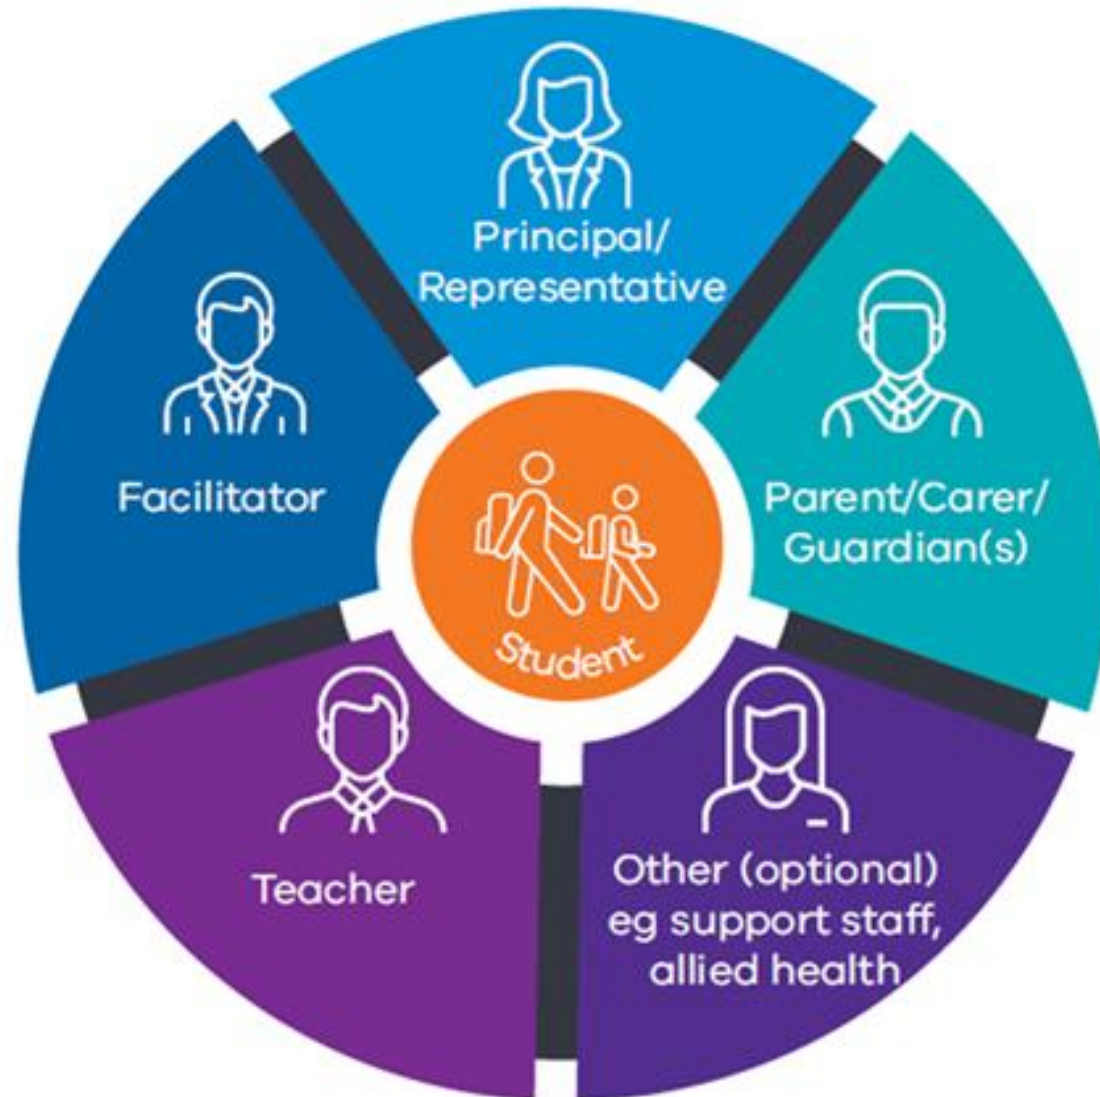 Principal/
Representative
Parent/Carer/
Guardian(s)
Other (optional)
eg support staff,
allied health
Teacher
Facilitator
Student